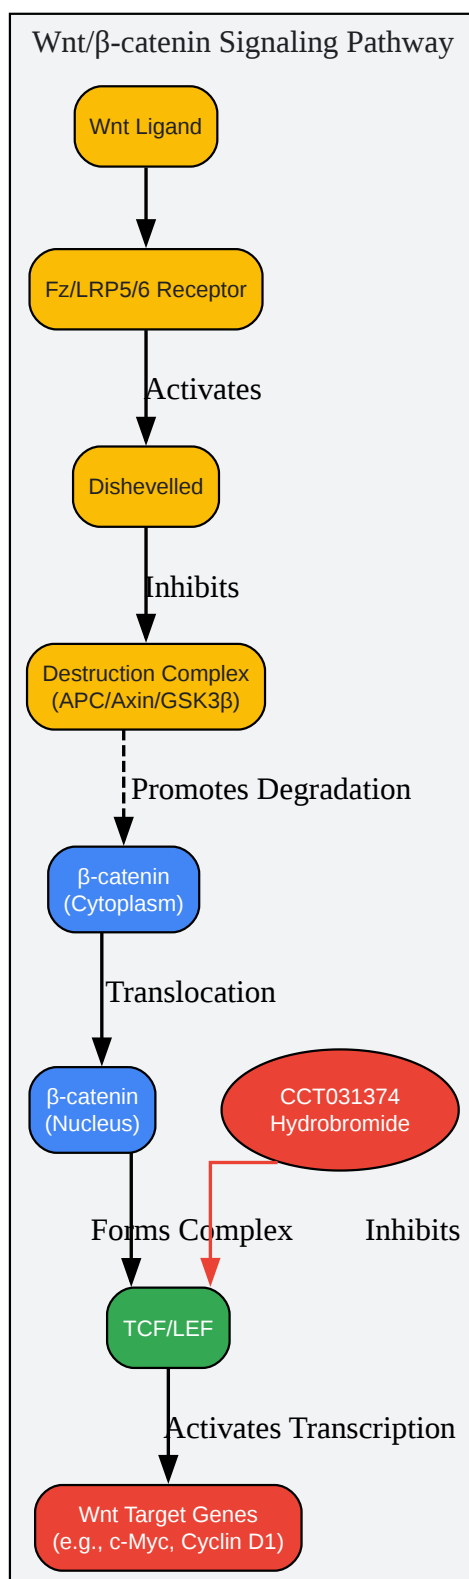 Wnt/β-catenin Signaling Pathway
Wnt Ligand
Fz/LRP5/6 Receptor
Activates
Dishevelled
Inhibits
Destruction Complex
(APC/Axin/GSK3β)
Promotes Degradation
β-catenin
(Cytoplasm)
Translocation
β-catenin
(Nucleus)
CCT031374
Hydrobromide
Forms Complex
Inhibits
TCF/LEF
Activates Transcription
Wnt Target Genes
(e.g., c-Myc, Cyclin D1)